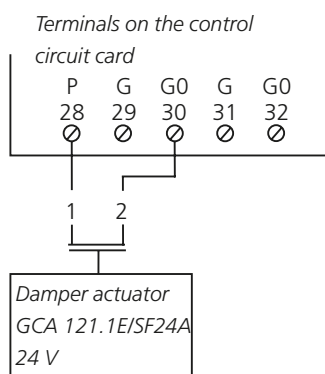 Terminals on the control
circuit card
P G G0 G G0
28 29 30 31 32
1 2
Damper actuator
GCA 121.1E/SF24A
24 V